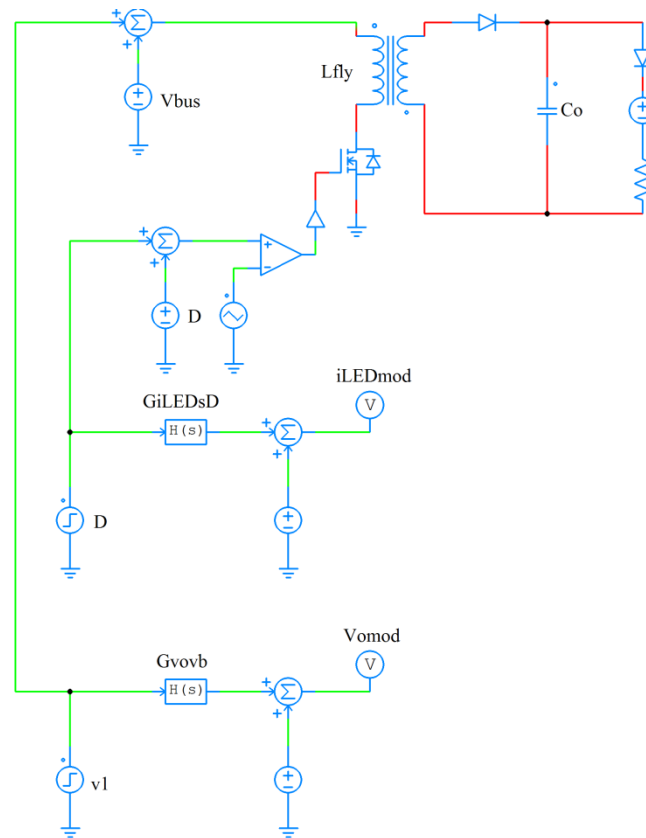 Σ
Vbus
Lfly
Co
Σ
D
GiLEDsD
H(s)
Σ
iLEDmod
V
D
Gvovb
H(s)
Σ
Vomod
V
v1